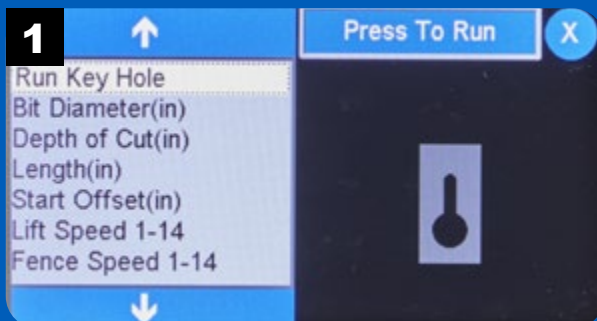 1
Press To Run
X
Run Key Hole
Bit Diameter(in)
Depth of Cut(in)
Length(in)
Start Offset(in)
Lift Speed 1-14
Fence Speed 1-14